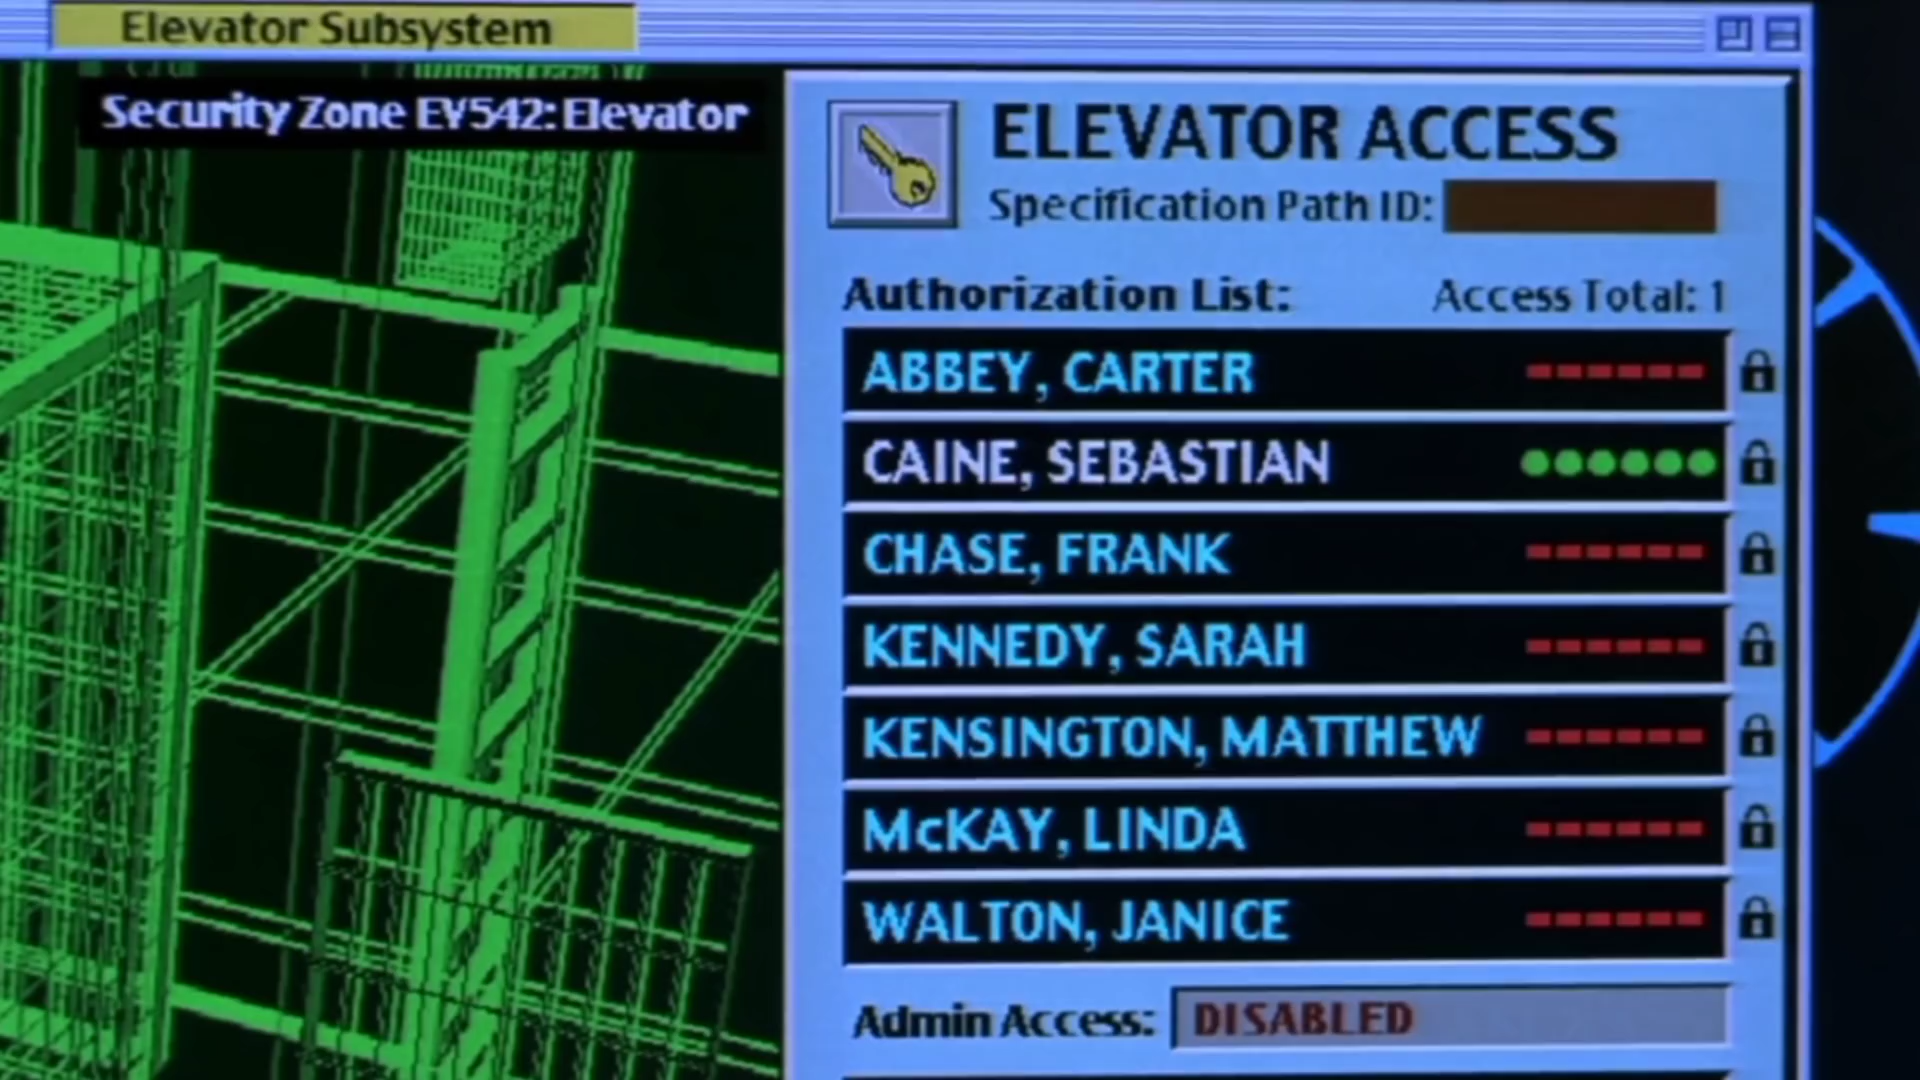 Elevator Subsystem
Security Zone EV542: Elevator
ELEVATOR ACCESS
Specification Path ID:
Authorization List:
Access Total: 1
ABBEY, CARTER
CAINE, SEBASTIAN
CHASE, FRANK
KENNEDY, SARAH
KENSINGTON, MATTHEW
McKAY, LINDA
WALTON, JANICE
Admin Access: DISABLED